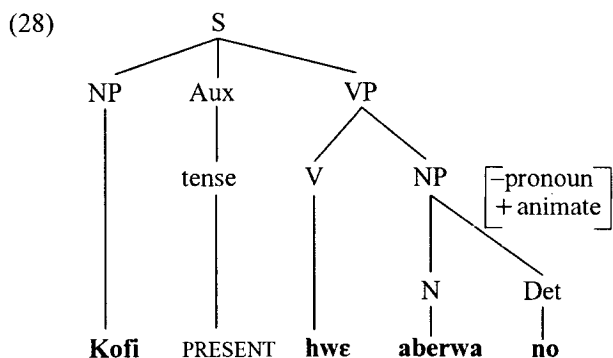 (28) S
NP Aux VP
tense V NP [–pronoun
+ animate]
N Det
Kofi PRESENT hwɛ aberwa no